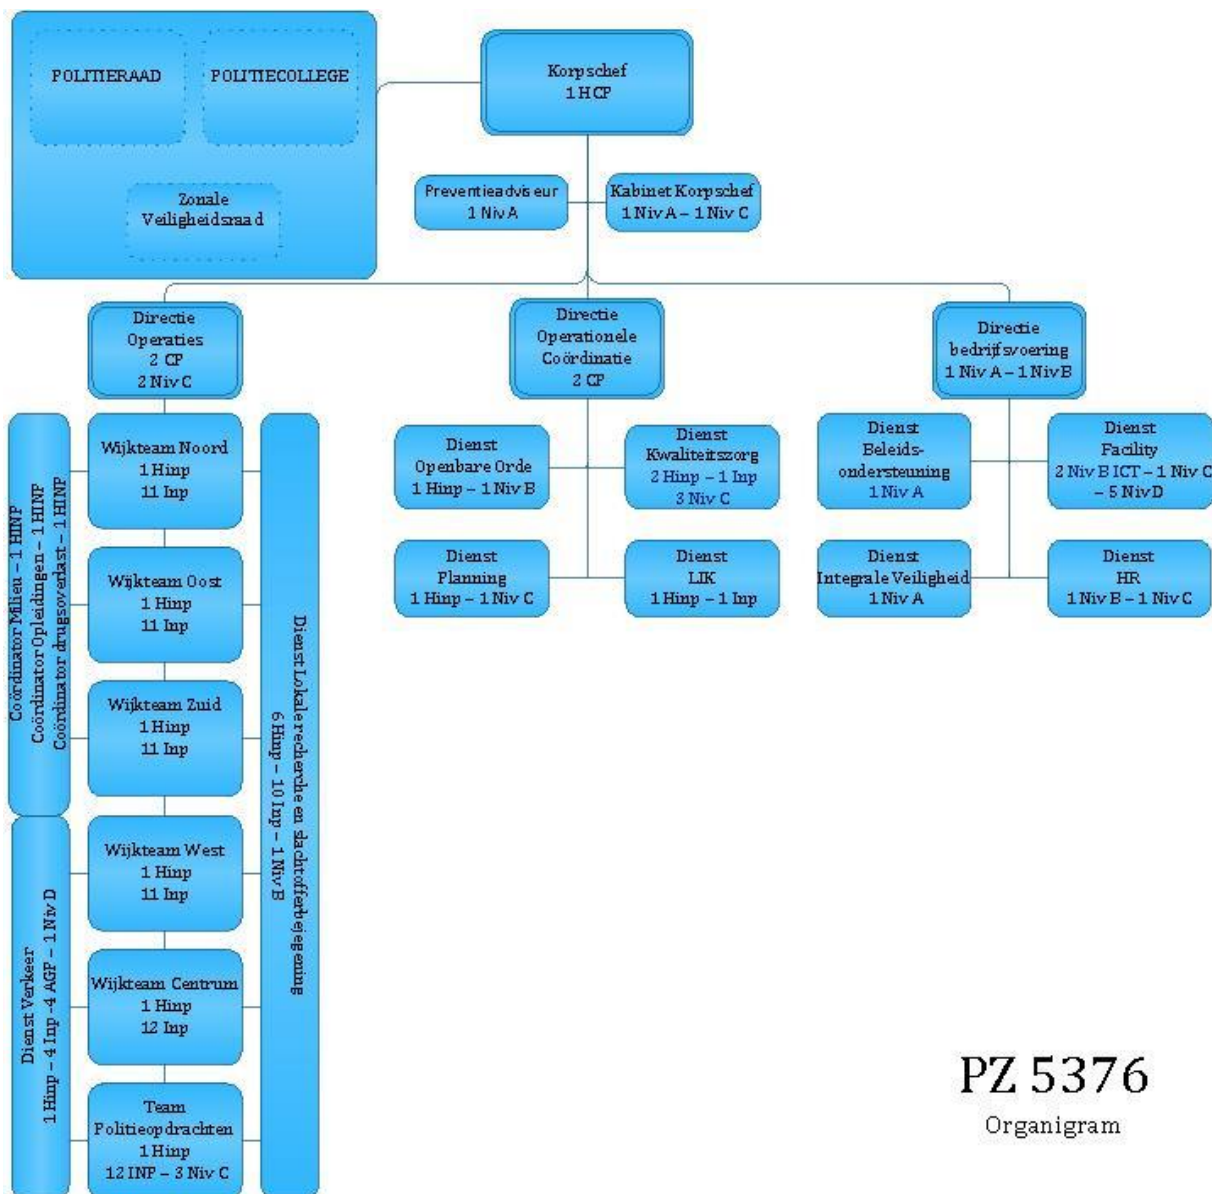 POLITIERAAD
POLITIECOLLEGE
Zonale
Veiligheidsraad
Korpschef
1 HCP
Preventieadviseur
1 Niv A
Kabinet Korpschef
1 Niv A – 1 Niv C
Directie
Operaties
2 CP
2 Niv C
Directie
Operationele
Coördinatie
2 CP
Directie
bedrijfsvoering
1 Niv A – 1 Niv B
Coördinator Milieu – 1 HINP
Coördinator Opleidingen – 1 HINP
Coördinator drugsoverlast – 1 HINP
Dienst Verkeer
1 Hinp – 4 Inp -4 AGP – 1 Niv D
Wijkteam Noord
1 Hinp
11 Inp
Wijkteam Oost
1 Hinp
11 Inp
Wijkteam Zuid
1 Hinp
11 Inp
Wijkteam West
1 Hinp
11 Inp
Wijkteam Centrum
1 Hinp
12 Inp
Team
Politieopdrachten
1 Hinp
12 INP – 3 Niv C
Dienst Lokale recherche en slachtofferbejegening
6 Hinp – 10 Inp – 1 Niv B
Dienst
Openbare Orde
1 Hinp – 1 Niv B
Dienst
Kwaliteitszorg
2 Hinp – 1 Inp
3 Niv C
Dienst
Planning
1 Hinp – 1 Niv C
Dienst
LIK
1 Hinp – 1 Inp
Dienst
Beleids-
ondersteuning
1 Niv A
Dienst
Facility
2 Niv B ICT – 1 Niv C
– 5 Niv D
Dienst
Integrale Veiligheid
1 Niv A
Dienst
HR
1 Niv B – 1 Niv C
PZ 5376
Organigram